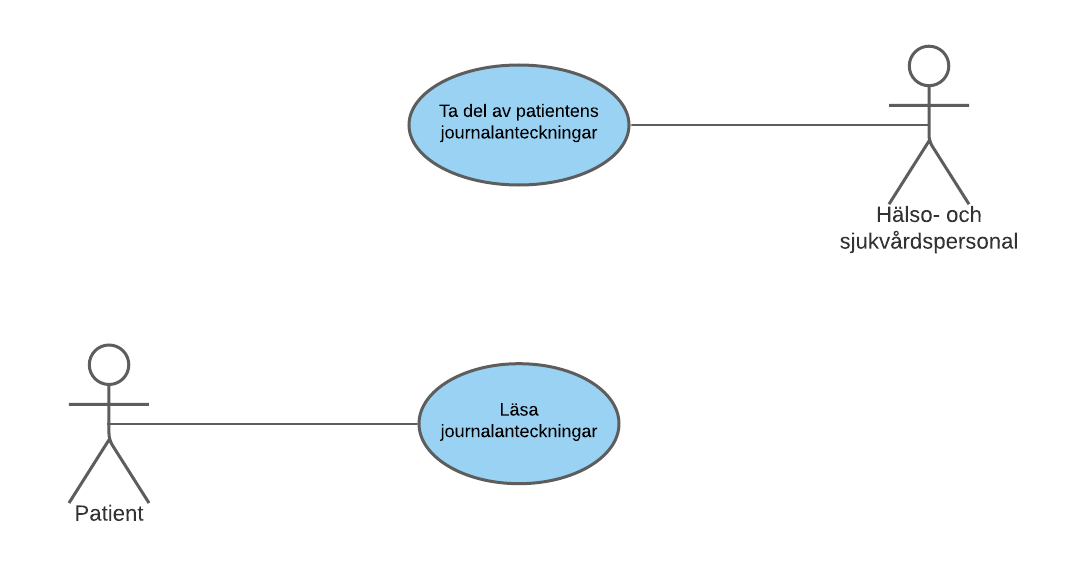 Ta del av patientens
journalanteckningar
Hälso- och
sjukvårdspersonal
Läsa
journalanteckningar
Patient